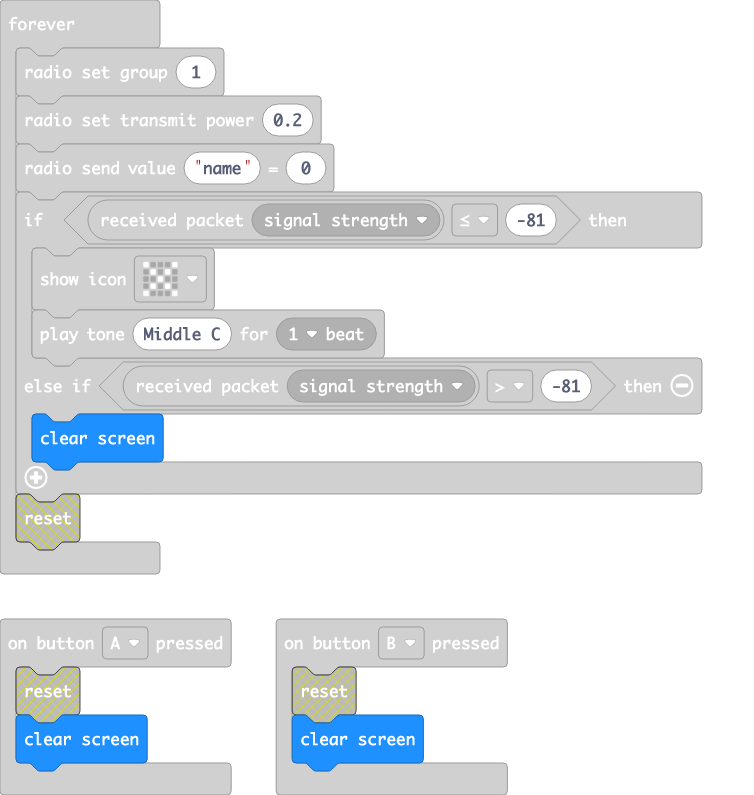 forever
radio set group 1
radio set transmit power 0.2
radio send value "name" = 0
if received packet signal strength ≤ -81 then
show icon
play tone Middle C for 1 beat
else if received packet signal strength > -81 then
clear screen
reset
on button A pressed
reset
clear screen
on button B pressed
reset
clear screen